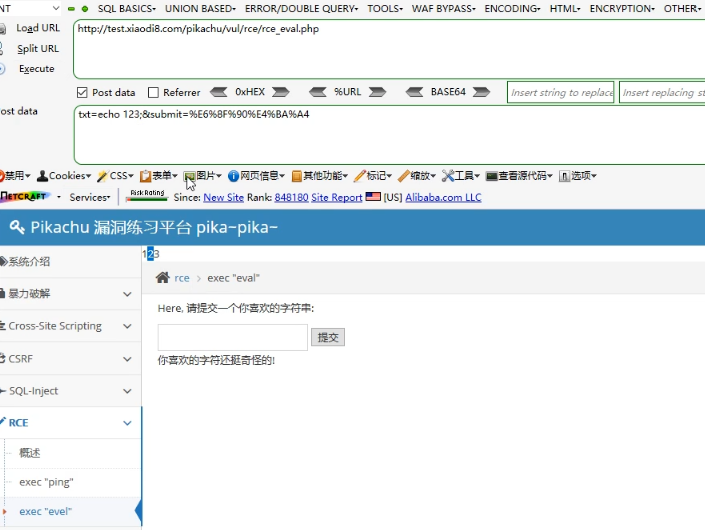 NT SQL BASICS▾ UNION BASED▾ ERROR/DOUBLE QUERY▾ TOOLS▾ WAF BYPASS▾ ENCODING▾ HTML▾ ENCRYPTION▾ OTHER▾
Load URL
http://test.xiaodi8.com/pikachu/vul/rce/rce_eval.php
Split URL
Execute
Post data Referrer 0xHEX %URL BASE64 Insert string to replace Insert replacing st
ost data
txt=echo 123;&submit=%E6%8F%90%E4%BA%A4
禁用▾ Cookies▾ CSS▾ 表单▾ 图片▾ 网页信息▾ 其他功能▾ 标记▾ 缩放▾ 工具▾ 查看源代码▾ 选项▾
NETCRAFT Services▾ Risk Rating Since: New Site Rank: 848180 Site Report [US] Alibaba.com LLC
Pikachu 漏洞练习平台 pika~pika~
123
系统介绍
rce > exec "eval"
暴力破解
Here, 请提交一个你喜欢的字符串:
Cross-Site Scripting
提交
CSRF
你喜欢的字符还挺奇怪的!
SQL-Inject
RCE
概述
exec "ping"
exec "evel"